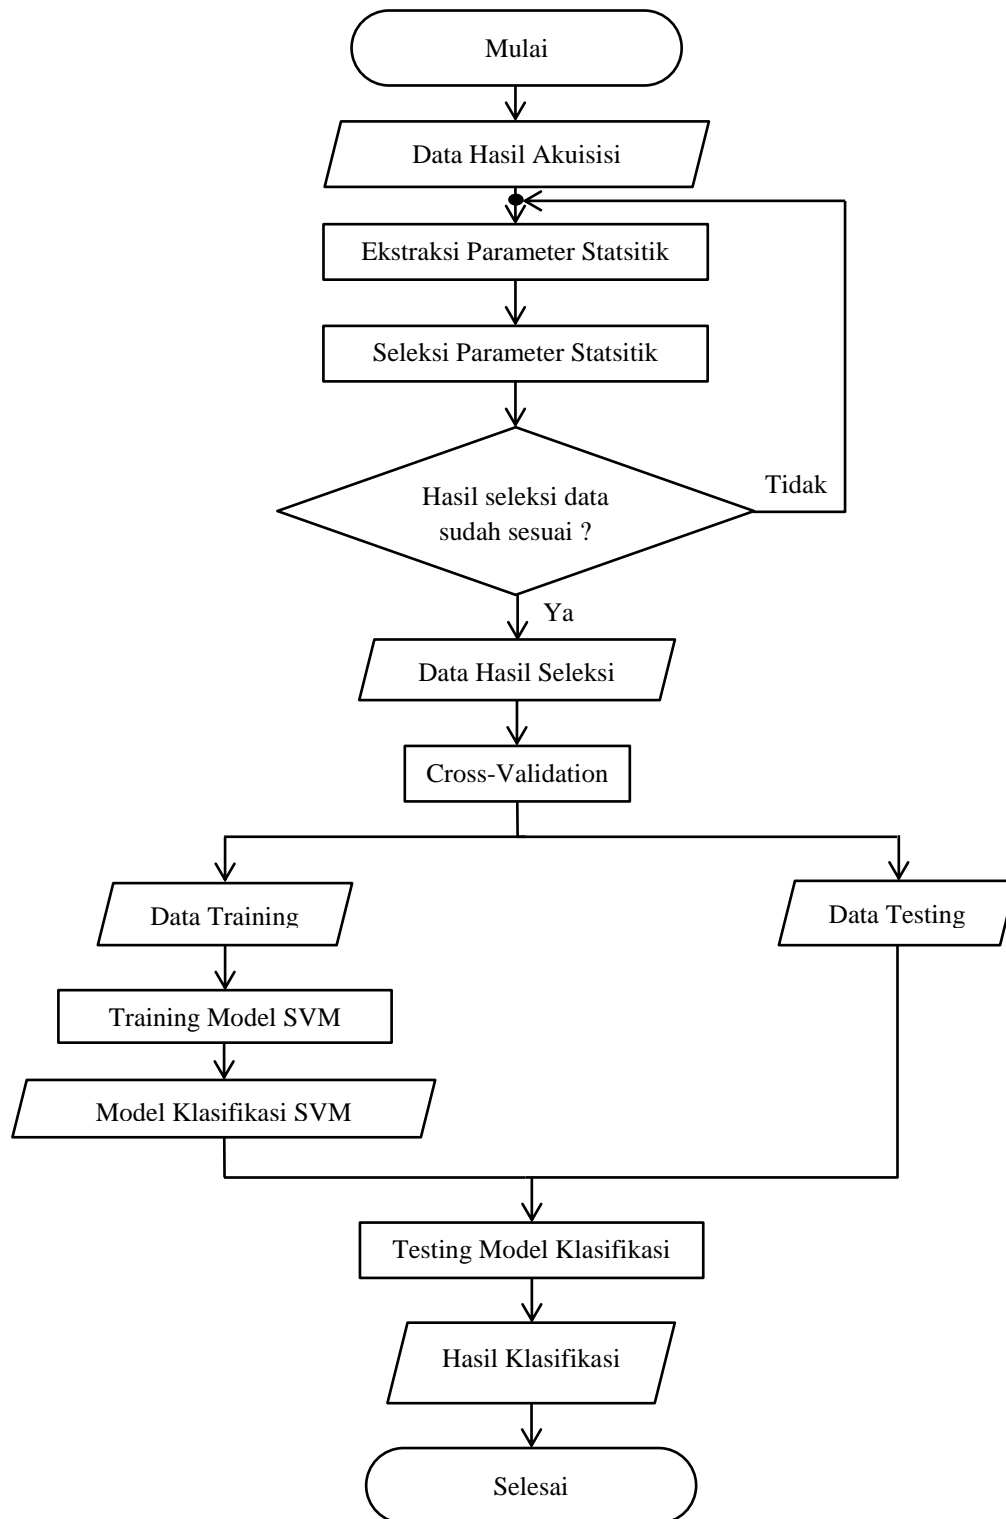 Mulai
Data Hasil Akuisisi
Ekstraksi Parameter Statsitik
Seleksi Parameter Statsitik
Hasil seleksi data
sudah sesuai ?
Tidak
Ya
Data Hasil Seleksi
Cross-Validation
Data Training
Data Testing
Training Model SVM
Model Klasifikasi SVM
Testing Model Klasifikasi
Hasil Klasifikasi
Selesai